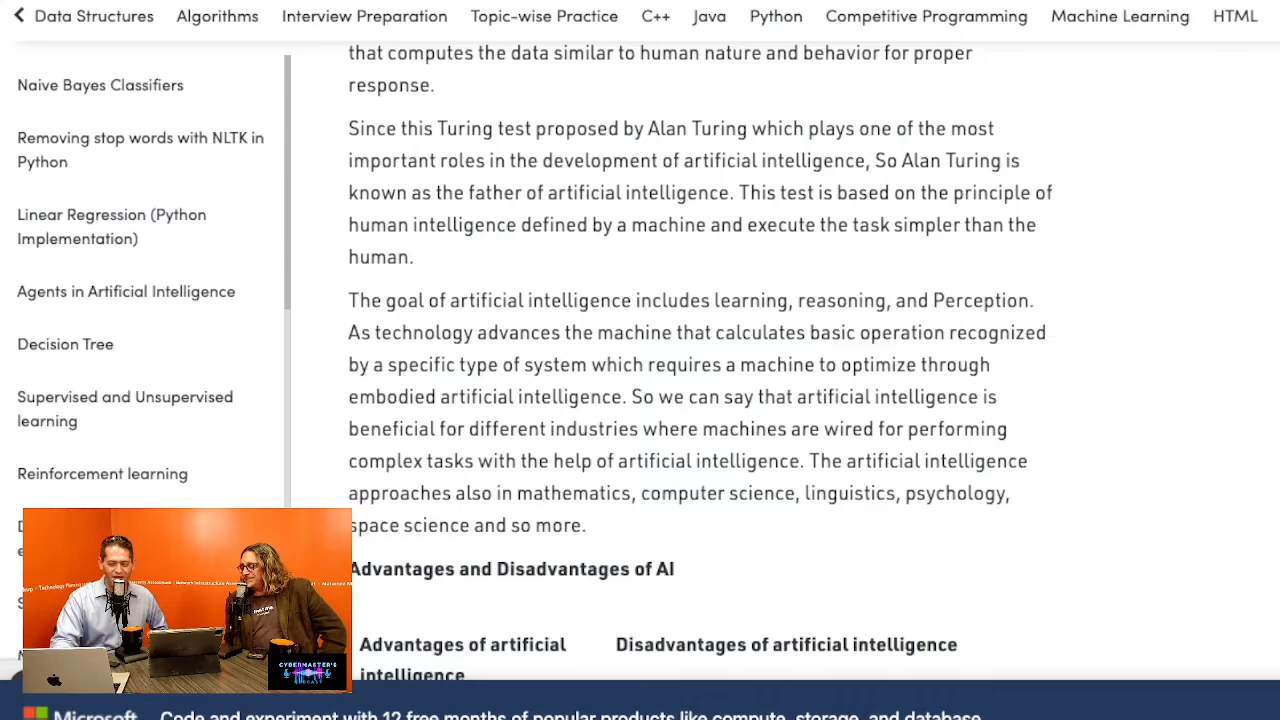 Data Structures Algorithms Interview Preparation Topic-wise Practice C++ Java Python Competitive Programming Machine Learning HTML
Naive Bayes Classifiers
Removing stop words with NLTK in
Python
Linear Regression (Python
Implementation)
Agents in Artificial Intelligence
Decision Tree
Supervised and Unsupervised
learning
Reinforcement learning
that computes the data similar to human nature and behavior for proper
response.
Since this Turing test proposed by Alan Turing which plays one of the most
important roles in the development of artificial intelligence, So Alan Turing is
known as the father of artificial intelligence. This test is based on the principle of
human intelligence defined by a machine and execute the task simpler than the
human.
The goal of artificial intelligence includes learning, reasoning, and Perception.
As technology advances the machine that calculates basic operation recognized
by a specific type of system which requires a machine to optimize through
embodied artificial intelligence. So we can say that artificial intelligence is
beneficial for different industries where machines are wired for performing
complex tasks with the help of artificial intelligence. The artificial intelligence
approaches also in mathematics, computer science, linguistics, psychology,
space science and so more.
Advantages and Disadvantages of AI
Advantages of artificial
intelligence
Disadvantages of artificial intelligence
CYBERMASTER'S
Microsoft Code and experiment with 12 free months of popular products like compute, storage, and database